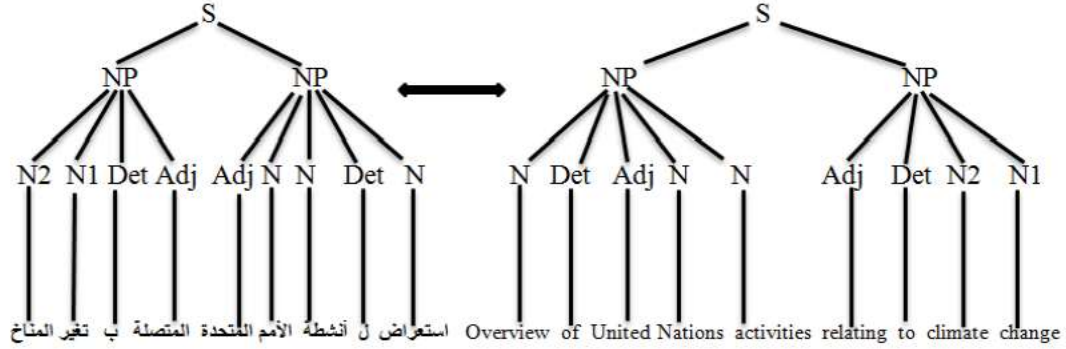 S S
NP NP NP NP
N2 N1 Det Adj Adj N N Det N N Det Adj N N Adj Det N2 N1
استعراض ل أنشطة الأمم المتحدة المتصلة ب تغير المناخ Overview of United Nations activities relating to climate change